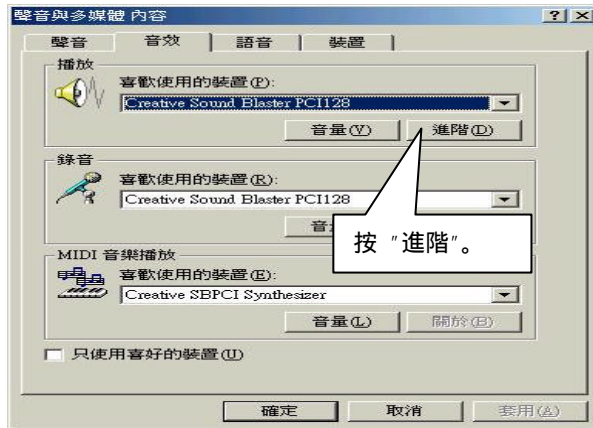 聲音與多媒體 內容
聲音 音效 語音 裝置
播放
喜歡使用的裝置(P):
Creative Sound Blaster PCI128
音量(V) 進階(D)
錄音
喜歡使用的裝置(R):
Creative Sound Blaster PCI128
音
按 "進階"。
MIDI 音樂播放
喜歡使用的裝置(E):
Creative SBPCI Synthesizer
音量(L) 關於(B)
只使用喜好的裝置(U)
確定 取消 套用(A)